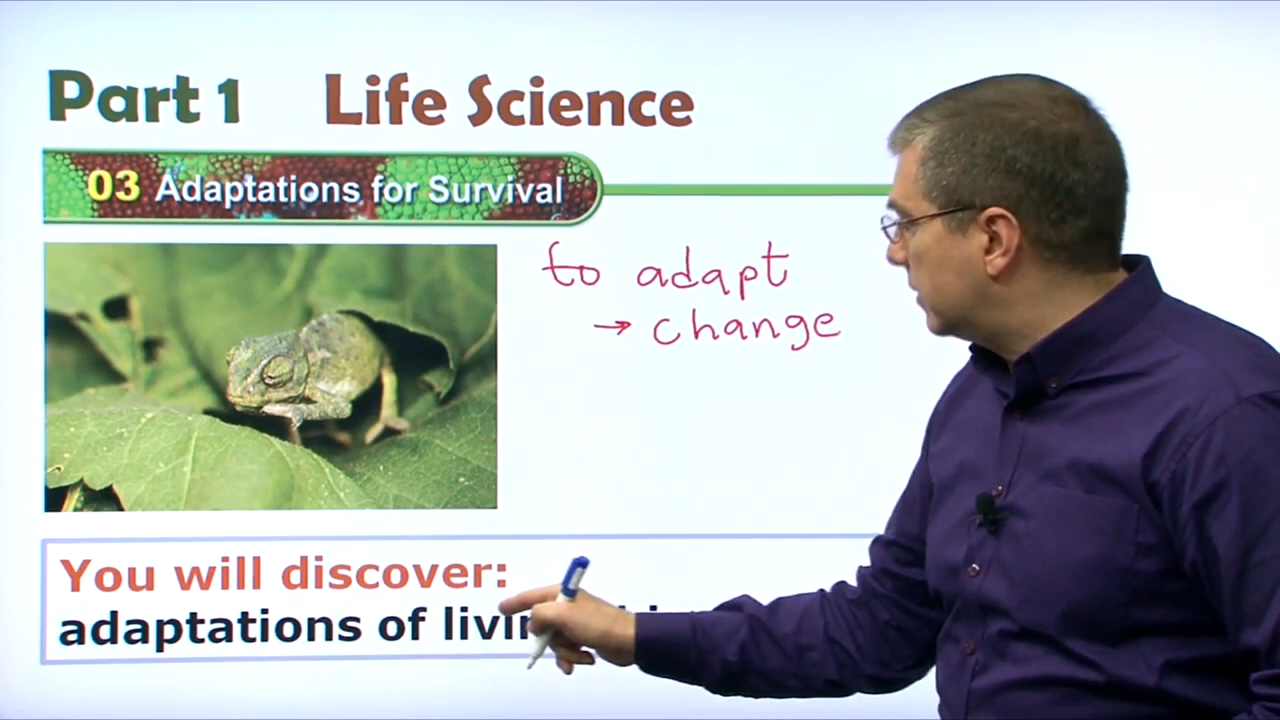 Part 1 Life Science
03 Adaptations for Survival
to adapt
→ change
You will discover:
adaptations of